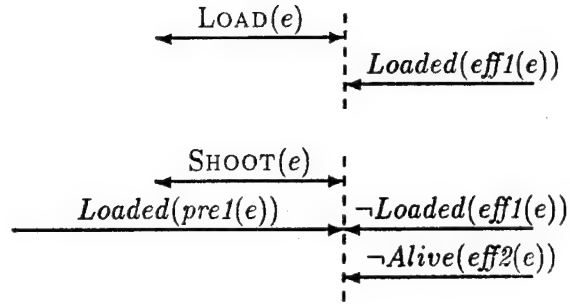 LOAD(e)
Loaded(eff1(e))
SHOOT(e)
Loaded(pre1(e)) ¬Loaded(eff1(e))
¬Alive(eff2(e))